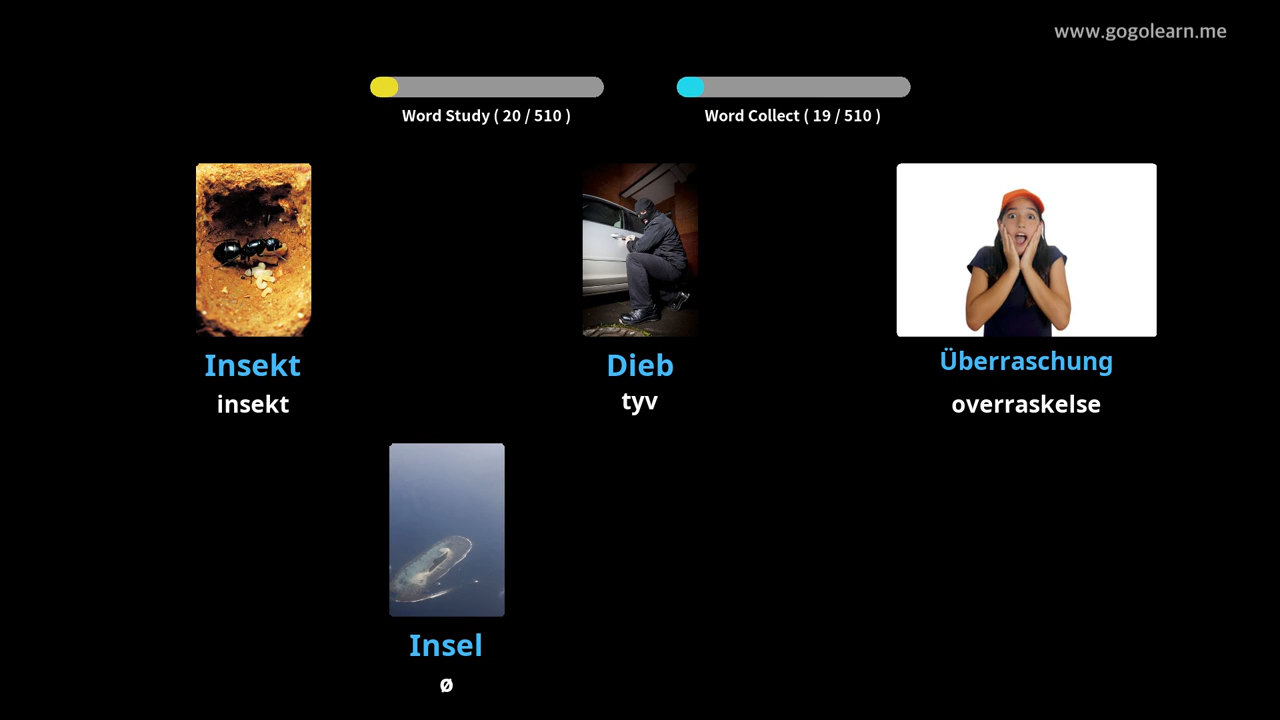 www.gogolearn.me
Word Study ( 20 / 510 )
Word Collect ( 19 / 510 )
Insekt
insekt
Dieb
tyv
Überraschung
overraskelse
Insel
ø